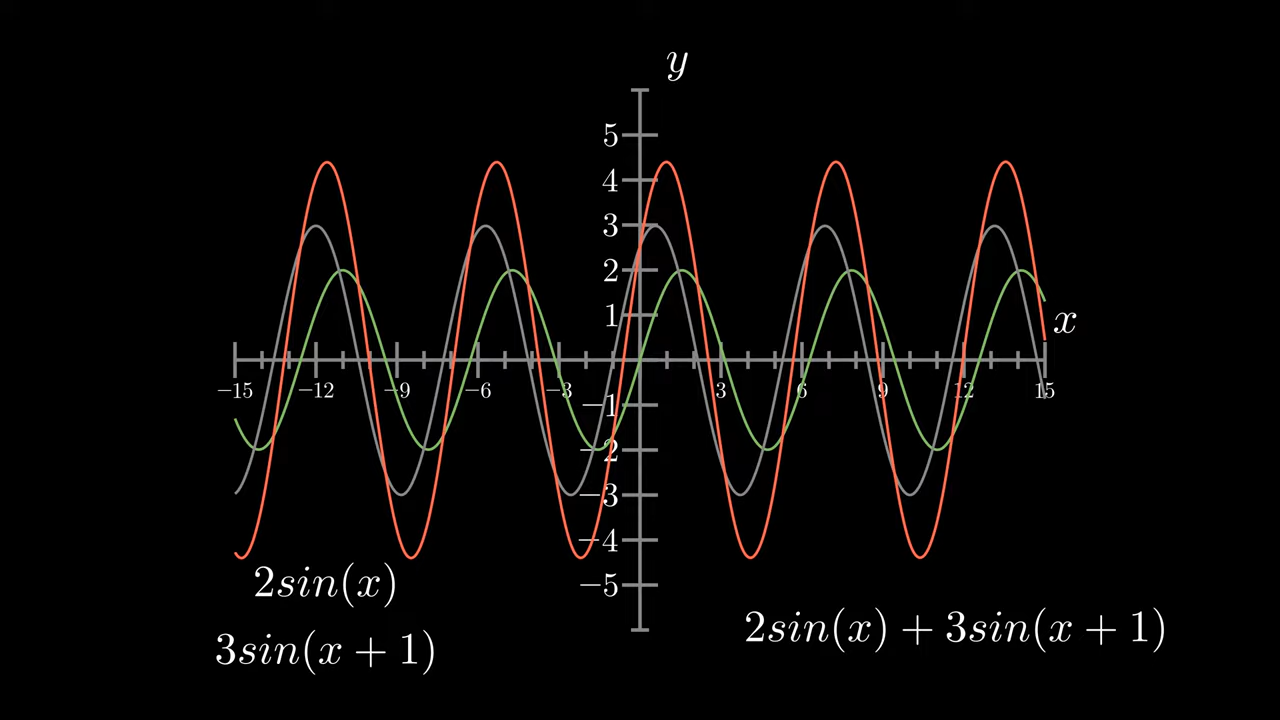 y
5
4
3
2
1
x
−15 −12 −9 −6 −3 3 6 9 12 15
−1
−2
−3
−4
−5
2sin(x)
3sin(x + 1)
2sin(x) + 3sin(x + 1)